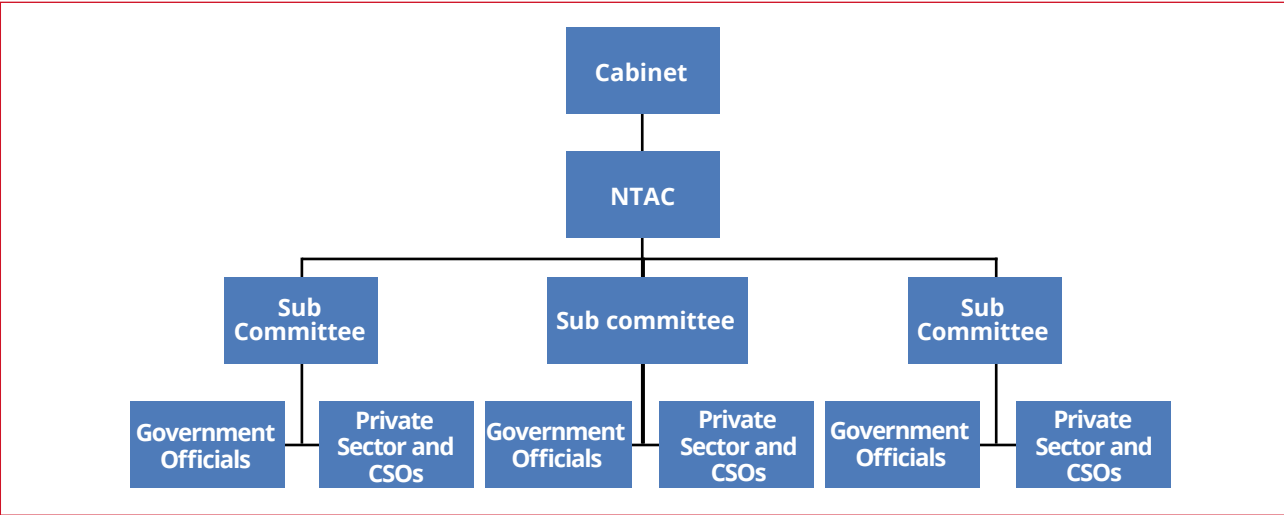 Cabinet
NTAC
Sub
Committee
Sub committee
Sub
Committee
Government
Officials
Private
Sector and
CSOs
Government
Officials
Private
Sector and
CSOs
Government
Officials
Private
Sector and
CSOs